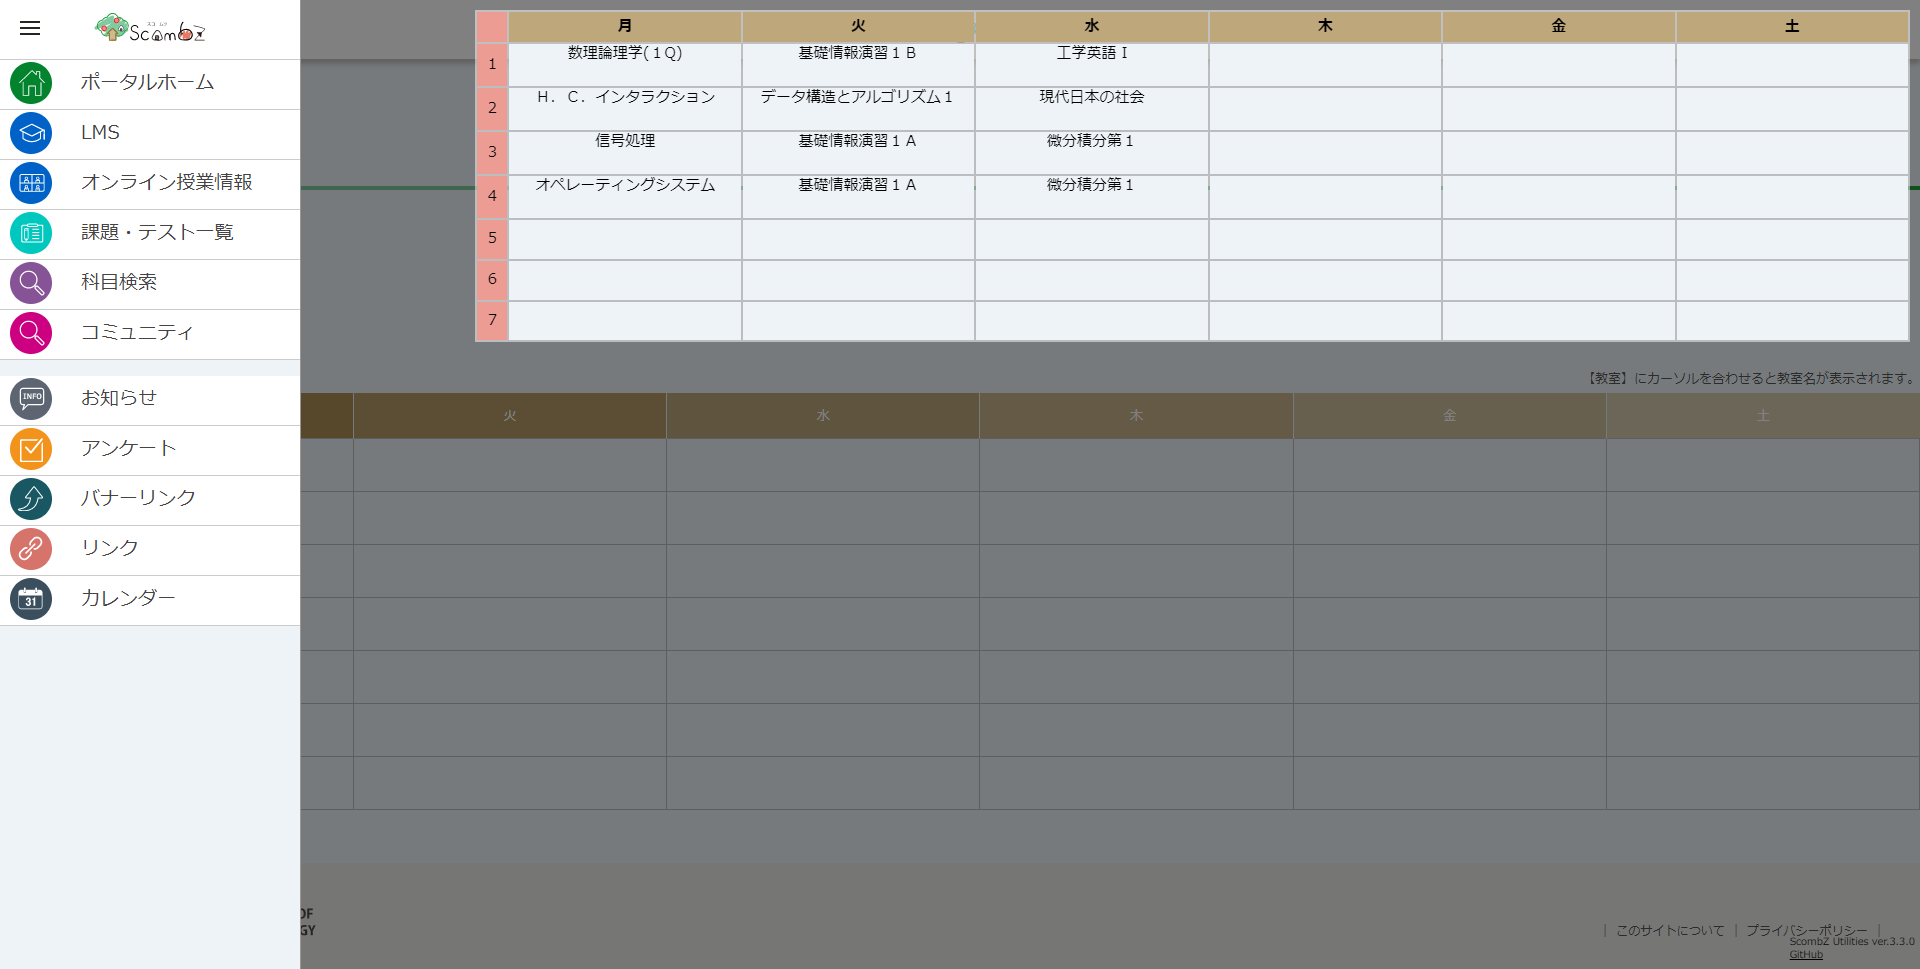 スコームツ
ScombZ
ポータルホーム
LMS
オンライン授業情報
課題・テスト一覧
科目検索
コミュニティ
INFO
お知らせ
アンケート
バナーリンク
リンク
31
カレンダー
月 火 水 木 金 土
1 数理論理学(１Q) 基礎情報演習１Ｂ 工学英語Ⅰ
2 Ｈ．Ｃ．インタラクション データ構造とアルゴリズム１ 現代日本の社会
3 信号処理 基礎情報演習１Ａ 微分積分第１
4 オペレーティングシステム 基礎情報演習１Ａ 微分積分第１
5
6
7
【教室】にカーソルを合わせると教室名が表示されます。
火 水 木 金 土
OF
GY
| このサイトについて | プライバシーポリシー |
ScombZ Utilities ver.3.3.0
GitHub